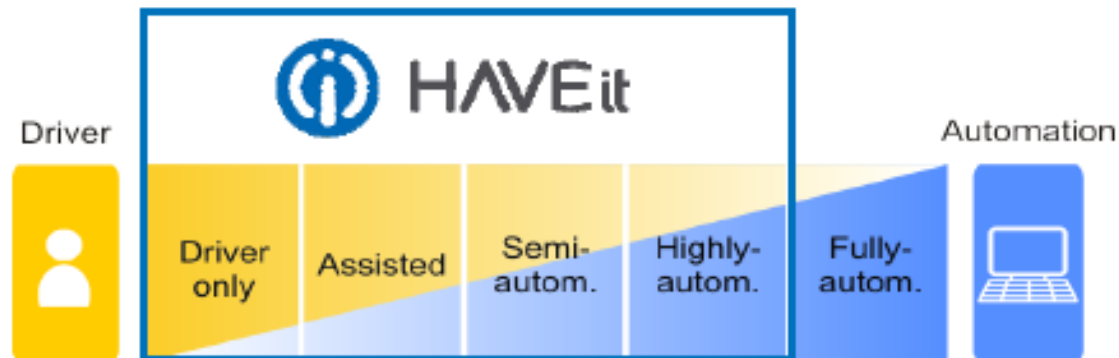 HAVEit
Driver
Automation
Driver
only
Assisted
Semi-
autom.
Highly-
autom.
Fully-
autom.